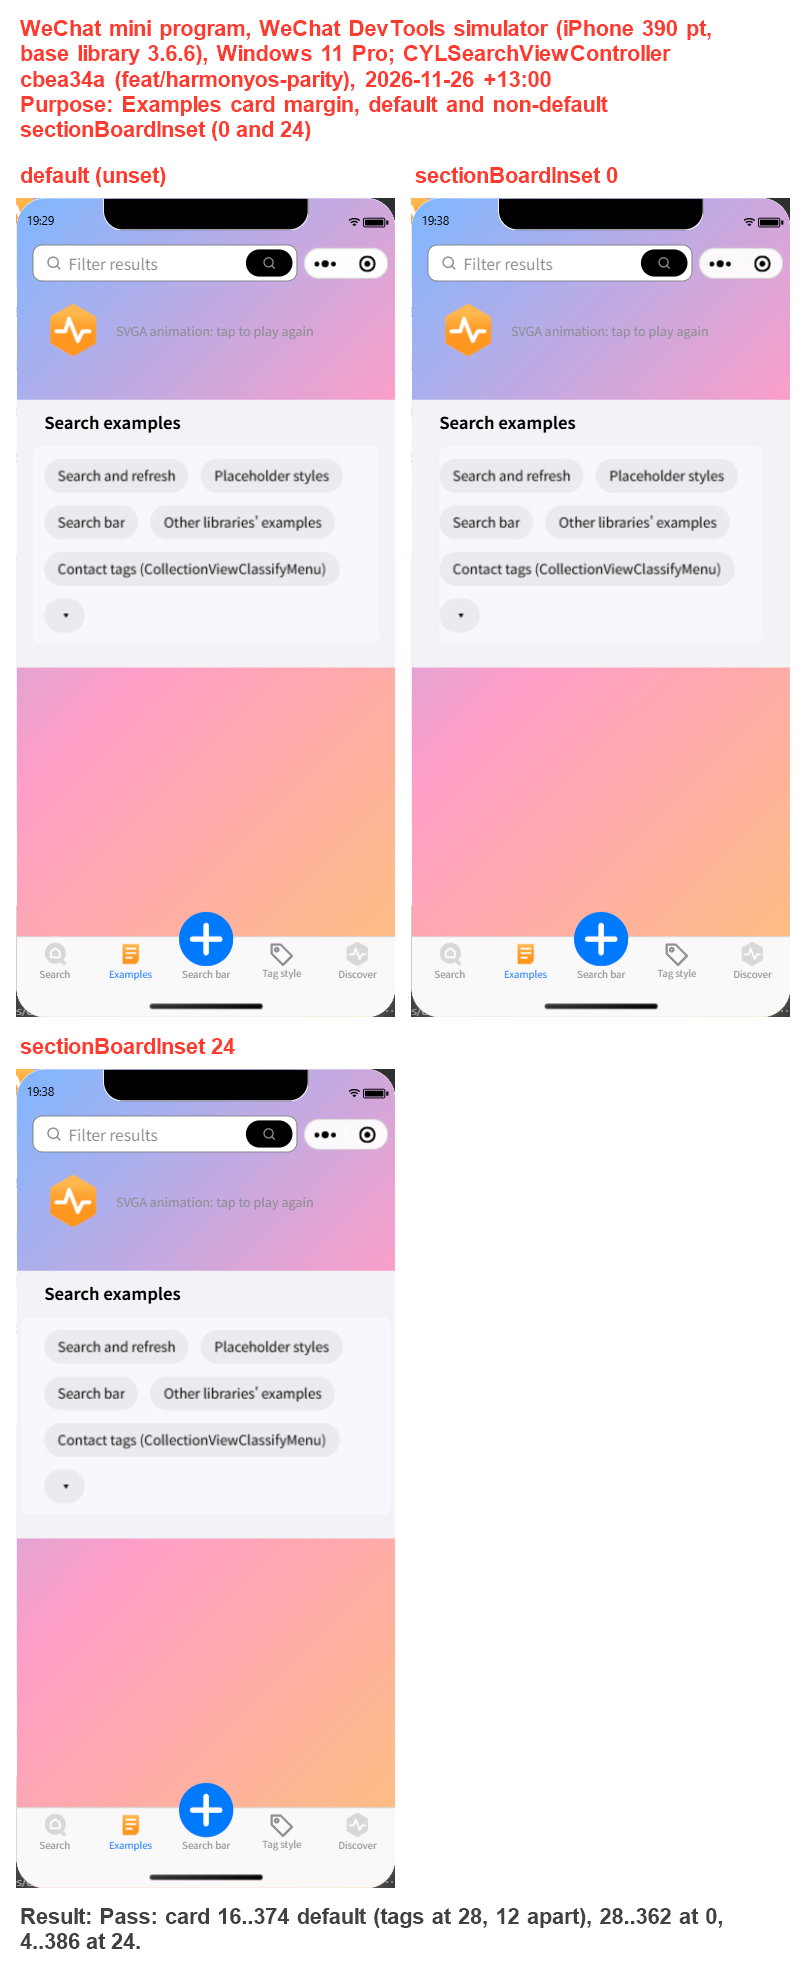 WeChat mini program, WeChat DevTools simulator (iPhone 390 pt,
base library 3.6.6), Windows 11 Pro; CYLSearchViewController
cbea34a (feat/harmonyos-parity), 2026-11-26 +13:00
Purpose: Examples card margin, default and non-default
sectionBoardInset (0 and 24)
default (unset)
19:29
Filter results
SVGA animation: tap to play again
Search examples
Search and refresh
Placeholder styles
Search bar
Other libraries' examples
Contact tags (CollectionViewClassifyMenu)
Search
Examples
Search bar
Tag style
Discover
sectionBoardInset 0
19:38
Filter results
SVGA animation: tap to play again
Search examples
Search and refresh
Placeholder styles
Search bar
Other libraries' examples
Contact tags (CollectionViewClassifyMenu)
Search
Examples
Search bar
Tag style
Discover
sectionBoardInset 24
19:38
Filter results
SVGA animation: tap to play again
Search examples
Search and refresh
Placeholder styles
Search bar
Other libraries' examples
Contact tags (CollectionViewClassifyMenu)
Search
Examples
Search bar
Tag style
Discover
Result: Pass: card 16..374 default (tags at 28, 12 apart), 28..362 at 0,
4..386 at 24.